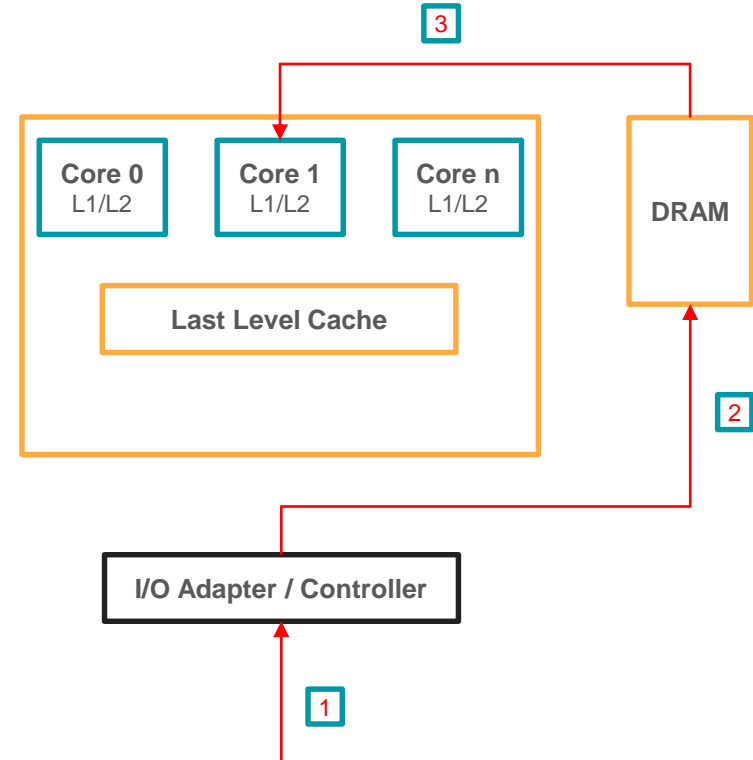 3
Core 0
L1/L2
Core 1
L1/L2
Core n
L1/L2
DRAM
Last Level Cache
2
I/O Adapter / Controller
1